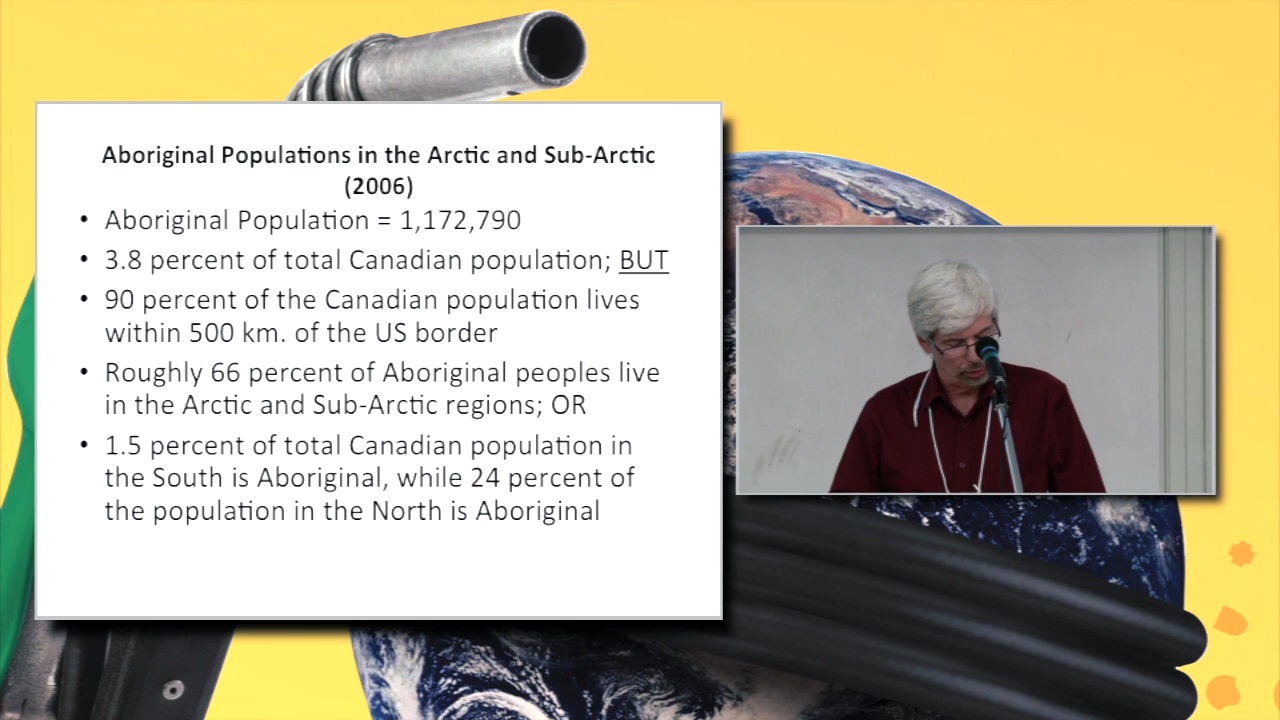 Aboriginal Populations in the Arctic and Sub-Arctic
(2006)
• Aboriginal Population = 1,172,790
• 3.8 percent of total Canadian population; BUT
• 90 percent of the Canadian population lives
within 500 km. of the US border
• Roughly 66 percent of Aboriginal peoples live
in the Arctic and Sub-Arctic regions; OR
• 1.5 percent of total Canadian population in
the South is Aboriginal, while 24 percent of
the population in the North is Aboriginal